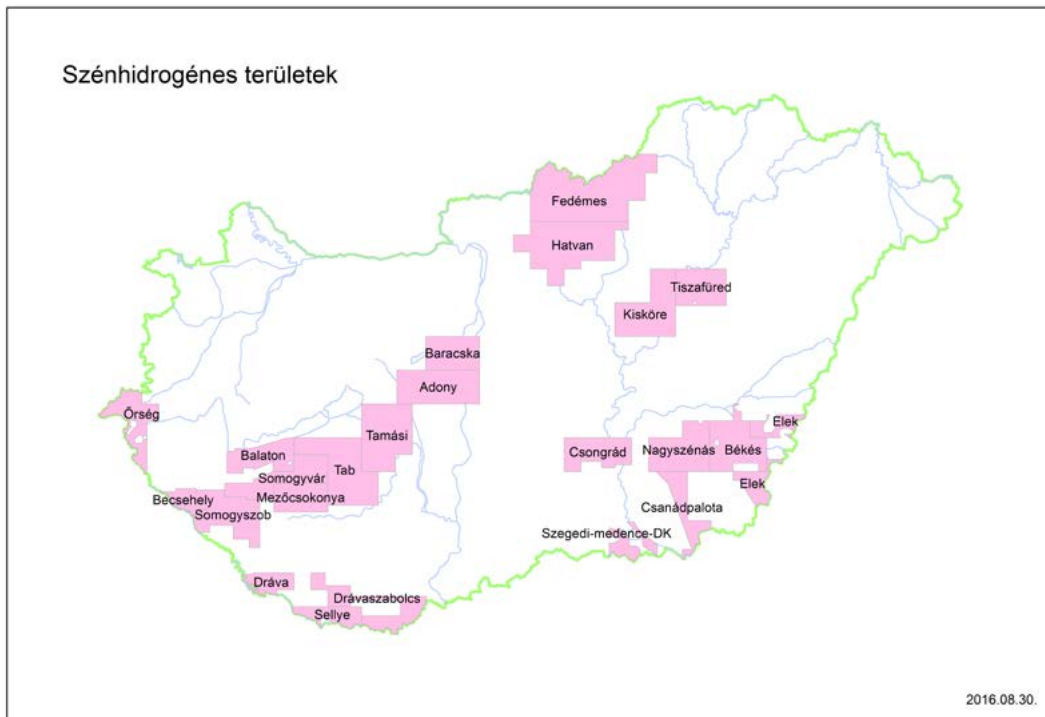 Szénhidrogénes területek
Fedémes
Hatvan
Tiszafüred
Kisköre
Baracska
Adony
Őrség
Tamási
Elek
Balaton
Csongrád
Nagyszénás
Békés
Tab
Somogyvár
Elek
Becsehely
Mezőcsokonya
Csanádpalota
Somogyszob
Szegedi-medence-DK
Dráva
Drávaszabolcs
Sellye
2016.08.30.